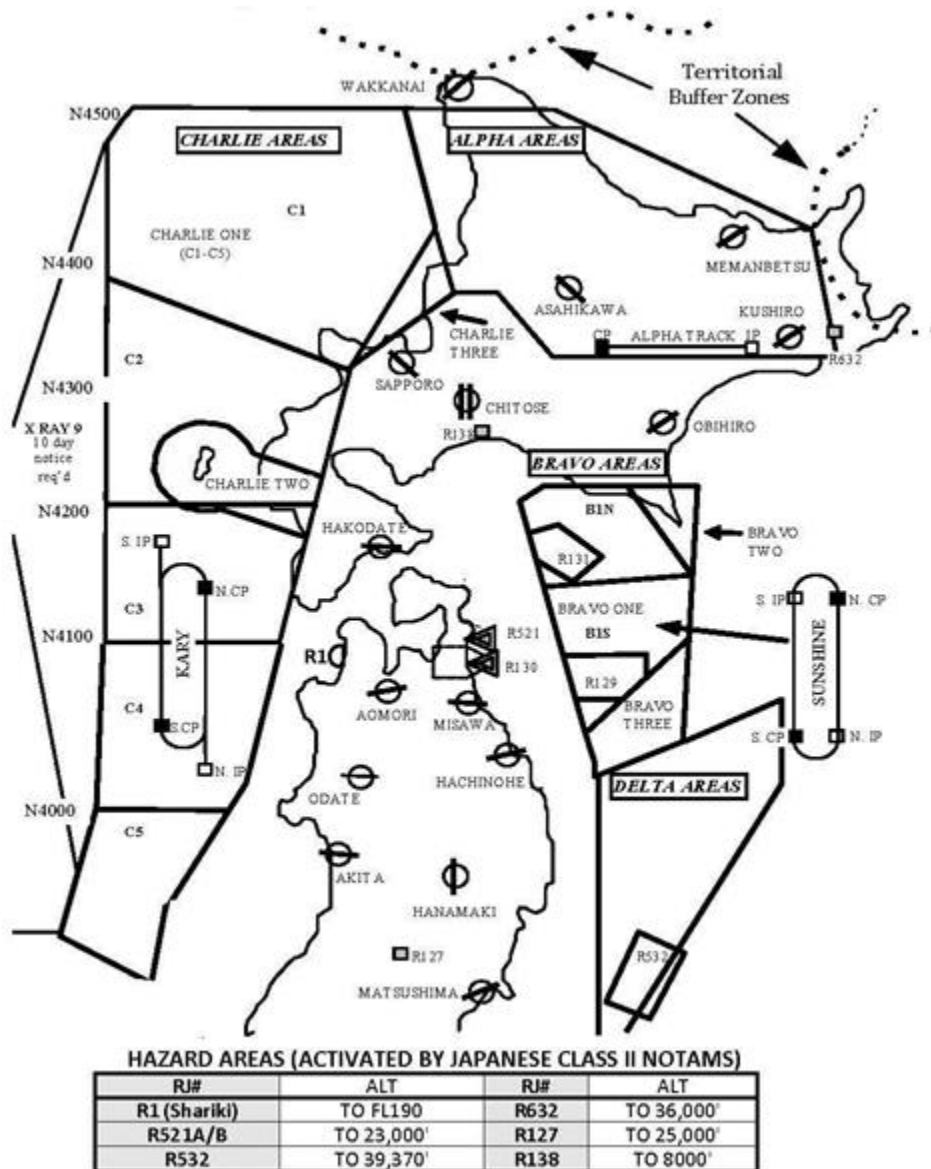 WAKKANAI
Territorial
Buffer Zones
N4500
CHARLIE AREAS
ALPHA AREAS
C1
CHARLIE ONE
(C1-C5)
N4400
MEMANBETSU
ASAHIKAWA
KUSHIRO
CHARLIE
THREE
CP
ALPHA TRACK
IP
R632
C2
SAPPORO
N4300
CHITOSE
R138
OBIHIRO
X RAY 9
10 day
notice
req'd
BRAVO AREAS
CHARLIE TWO
N4200
B1N
HAKODATE
BRAVO
TWO
R131
S. IP
N.CP
C3
BRAVO ONE
B1S
S. IP
N. CP
N4100
R521
R1
R130
KARY
R129
SUNSHINE
C4
AOMORI
MISAWA
BRAVO
THREE
S.CP
S. CP
N. IP
N. IP
HACHINOHE
ODATE
DELTA AREAS
N4000
C5
AKITA
HANAMAKI
R127
R532
MATSUSHIMA
HAZARD AREAS (ACTIVATED BY JAPANESE CLASS II NOTAMS)
RJ# ALT RJ# ALT
R1 (Shariki) TO FL190 R632 TO 36,000'
R521A/B TO 23,000' R127 TO 25,000'
R532 TO 39,370' R138 TO 8000'